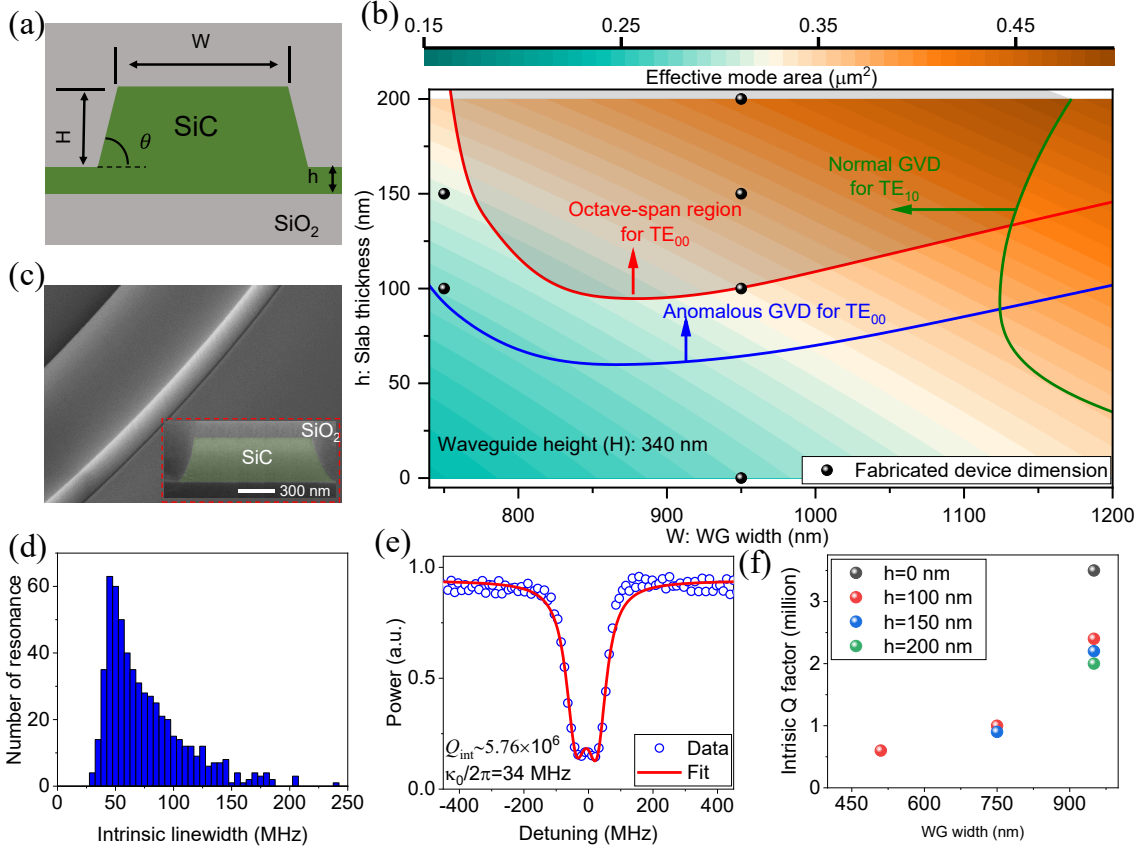 (a)
W
H
θ
SiC
h
SiO₂
(b)
0.15
0.25
0.35
0.45
Effective mode area (μm²)
200
150
100
50
0
h: Slab thickness (nm)
Octave-span region
for TE₀₀
Normal GVD
for TE₁₀
Anomalous GVD for TE₀₀
Waveguide height (H): 340 nm
Fabricated device dimension
800
900
1000
1100
1200
W: WG width (nm)
(c)
SiO₂
SiC
300 nm
(d)
60
40
20
0
Number of resonance
0
50
100
150
200
250
Intrinsic linewidth (MHz)
(e)
1.0
0.5
0.0
Power (a.u.)
Qint~5.76×10⁶
κ₀/2π=34 MHz
Data
Fit
-400
-200
0
200
400
Detuning (MHz)
(f)
h=0 nm
h=100 nm
h=150 nm
h=200 nm
3
2
1
0
Intrisic Q factor (million)
450
600
750
900
WG width (nm)